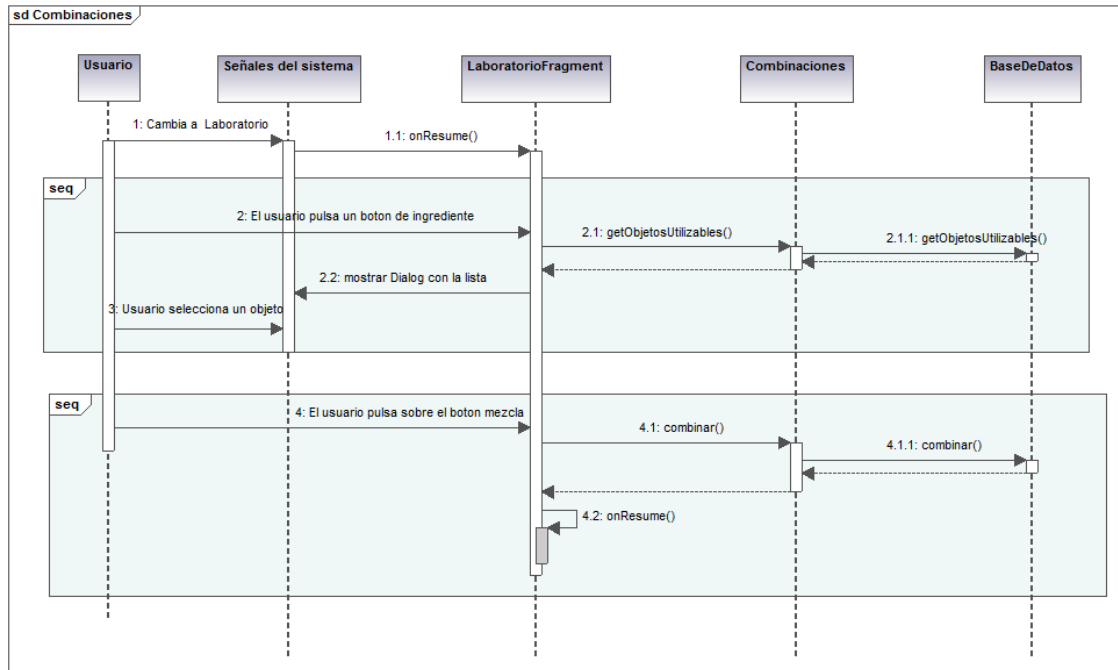 sd Combinaciones
Usuario
Señales del sistema
LaboratorioFragment
Combinaciones
BaseDeDatos
1: Cambia a Laboratorio
1.1: onResume()
seq
2: El usuario pulsa un boton de ingrediente
2.1: getObjetosUtilizables()
2.1.1: getObjetosUtilizables()
2.2: mostrar Dialog con la lista
3: Usuario selecciona un objeto
seq
4: El usuario pulsa sobre el boton mezcla
4.1: combinar()
4.1.1: combinar()
4.2: onResume()